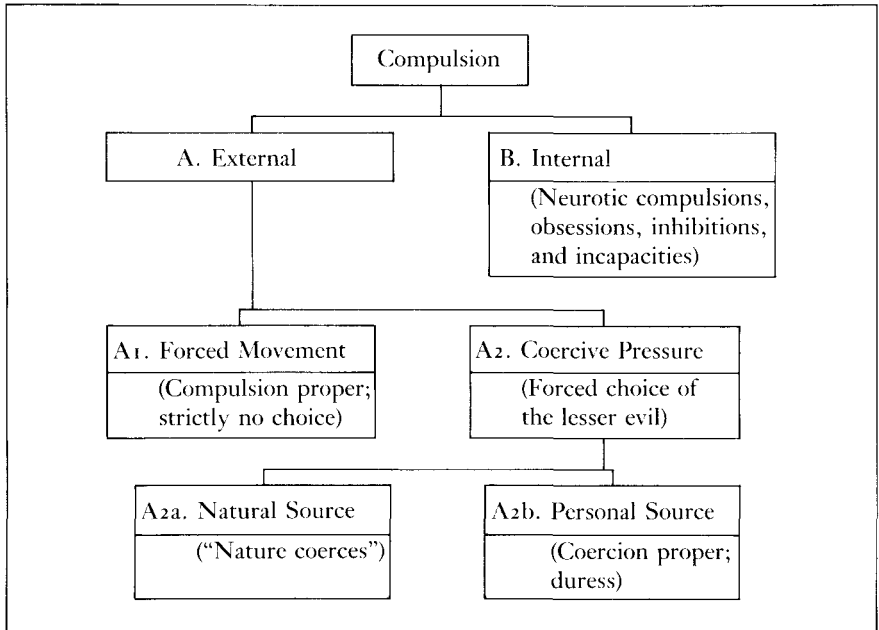 Compulsion
A. External
B. Internal
(Neurotic compulsions,
obsessions, inhibitions,
and incapacities)
A1. Forced Movement
(Compulsion proper;
strictly no choice)
A2. Coercive Pressure
(Forced choice of
the lesser evil)
A2a. Natural Source
(“Nature coerces”)
A2b. Personal Source
(Coercion proper;
duress)